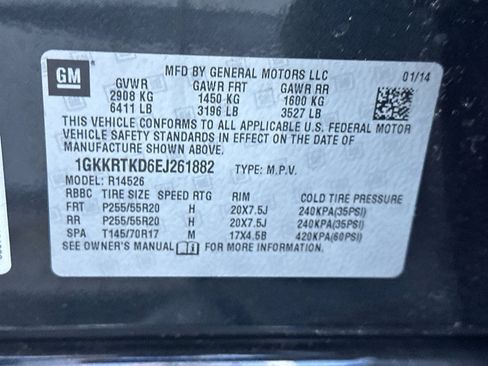 GM
MFD BY GENERAL MOTORS LLC 01/14
GVWR GAWR FRT GAWR RR
2908 KG 1450 KG 1600 KG
6411 LB 3196 LB 3527 LB
THIS VEHICLE CONFORMS TO ALL APPLICABLE U.S. FEDERAL MOTOR
VEHICLE SAFETY STANDARDS IN EFFECT ON THE DATE OF
MANUFACTURE SHOWN ABOVE.
1GKKRTKD6EJ261882 TYPE: M.P.V.
MODEL: R14526
RBBC TIRE SIZE SPEED RTG RIM COLD TIRE PRESSURE
FRT P255/55R20 H 20X7.5J 240KPA(35PSI)
RR P255/55R20 H 20X7.5J 240KPA(35PSI)
SPA T145/70R17 M 17X4.5B 420KPA(60PSI)
SEE OWNER'S MANUAL FOR MORE INFORMATION.